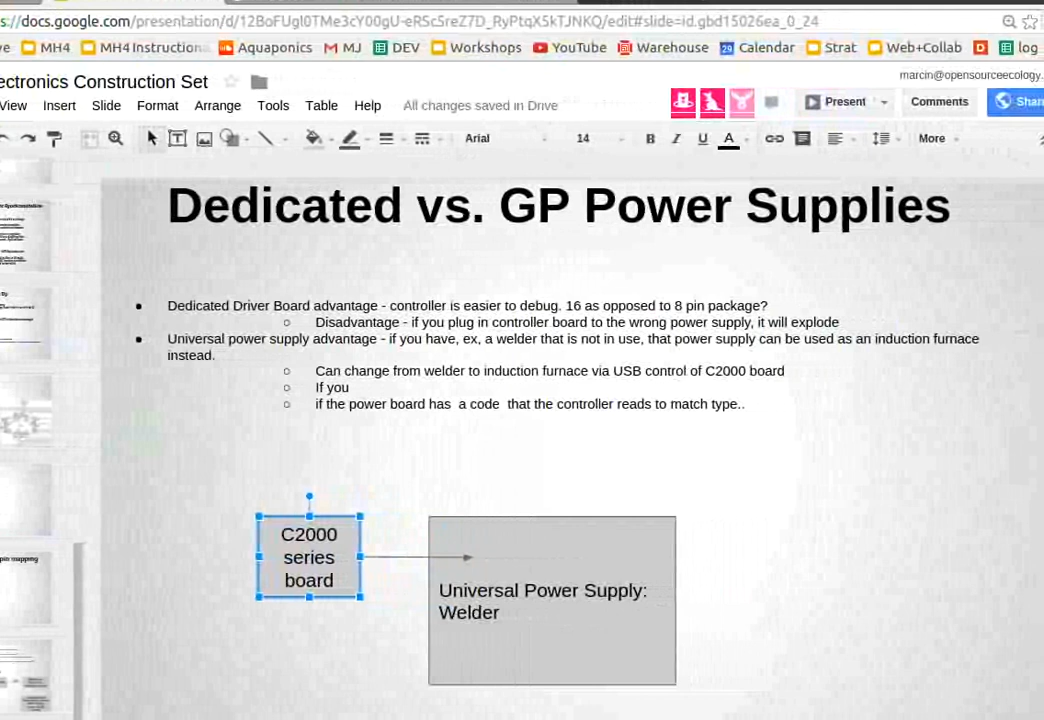 s://docs.google.com/presentation/d/12BoFUgl0TMe3cY00gU-eRSc5reZ7D_RyPtqX5kTJNKQ/edit#slide=id.gbd15026ea_0_24
ve MH4 MH4Instruction Aquaponics MJ DEV Workshops YouTube Warehouse Calendar Strat Web+Collab log
ectronics Construction Set
marcin@opensourceecology.
View Insert Slide Format Arrange Tools Table Help All changes saved in Drive
Present Comments Shar
Arial 14 B I U A More
Dedicated vs. GP Power Supplies
● Dedicated Driver Board advantage - controller is easier to debug. 16 as opposed to 8 pin package?
○ Disadvantage - if you plug in controller board to the wrong power supply, it will explode
● Universal power supply advantage - if you have, ex, a welder that is not in use, that power supply can be used as an induction furnace
instead.
○ Can change from welder to induction furnace via USB control of C2000 board
○ If you
○ if the power board has a code that the controller reads to match type..
C2000
series
board
Universal Power Supply:
Welder